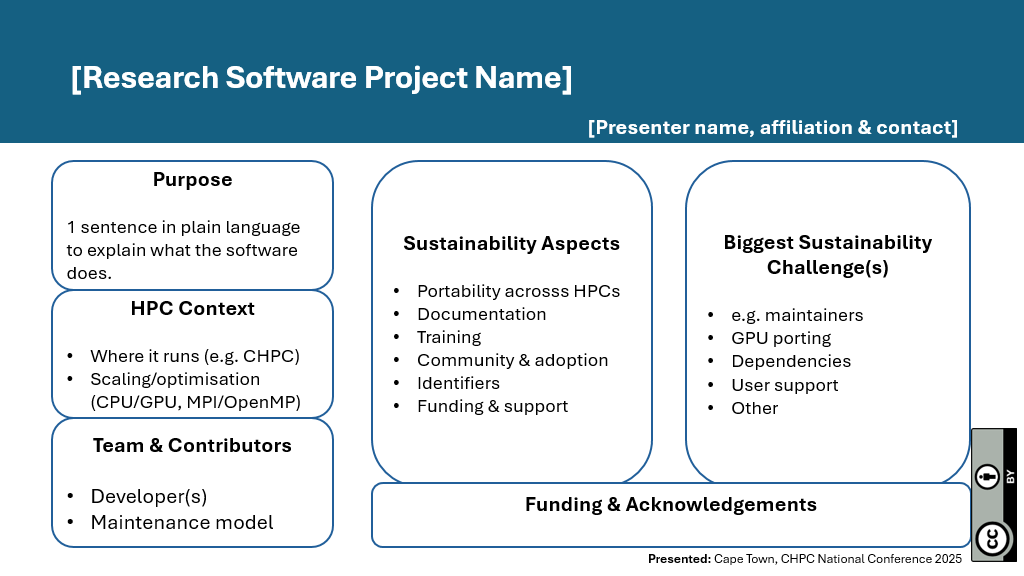 [Research Software Project Name]
[Presenter name, affiliation & contact]
Purpose
1 sentence in plain language
to explain what the software
does.
HPC Context
• Where it runs (e.g. CHPC)
• Scaling/optimisation
(CPU/GPU, MPI/OpenMP)
Team & Contributors
• Developer(s)
• Maintenance model
Sustainability Aspects
• Portability acrosss HPCs
• Documentation
• Training
• Community & adoption
• Identifiers
• Funding & support
Biggest Sustainability
Challenge(s)
• e.g. maintainers
• GPU porting
• Dependencies
• User support
• Other
Funding & Acknowledgements
Presented: Cape Town, CHPC National Conference 2025
BY
cc